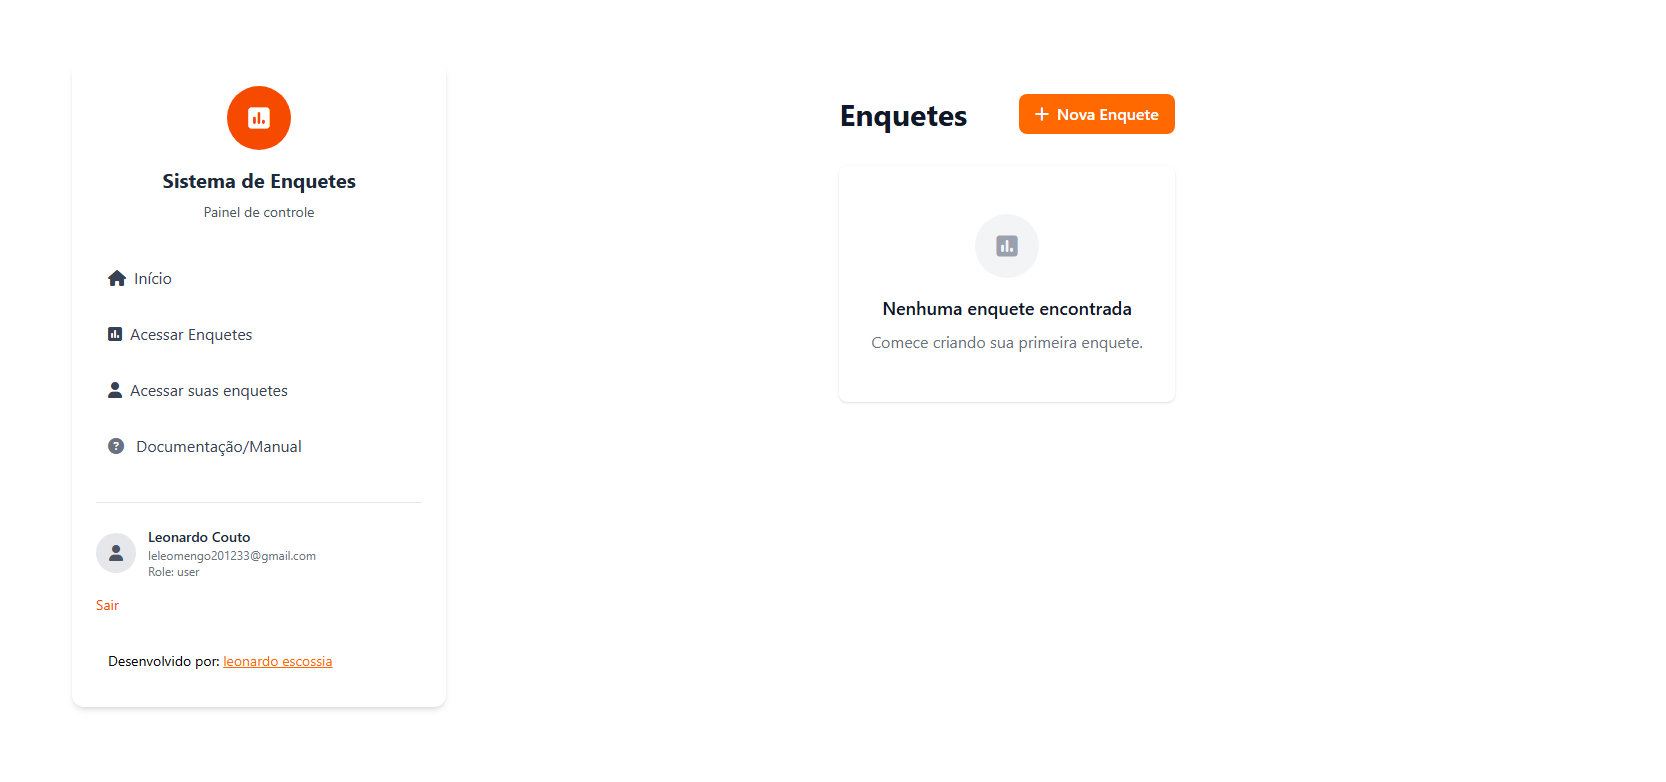 Sistema de Enquetes
Painel de controle
Início
Acessar Enquetes
Acessar suas enquetes
Documentação/Manual
Leonardo Couto
leleomengo201233@gmail.com
Role: user
Sair
Desenvolvido por: leonardo escossia
Enquetes
Nova Enquete
Nenhuma enquete encontrada
Comece criando sua primeira enquete.